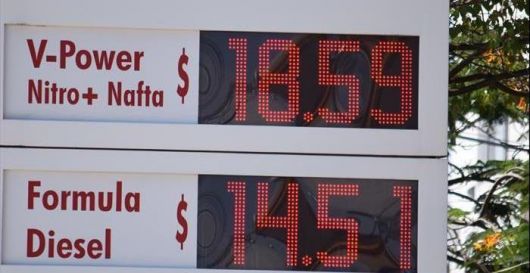 V-Power $ 18.59
Nitro+ Nafta
Formula $ 14.51
Diesel